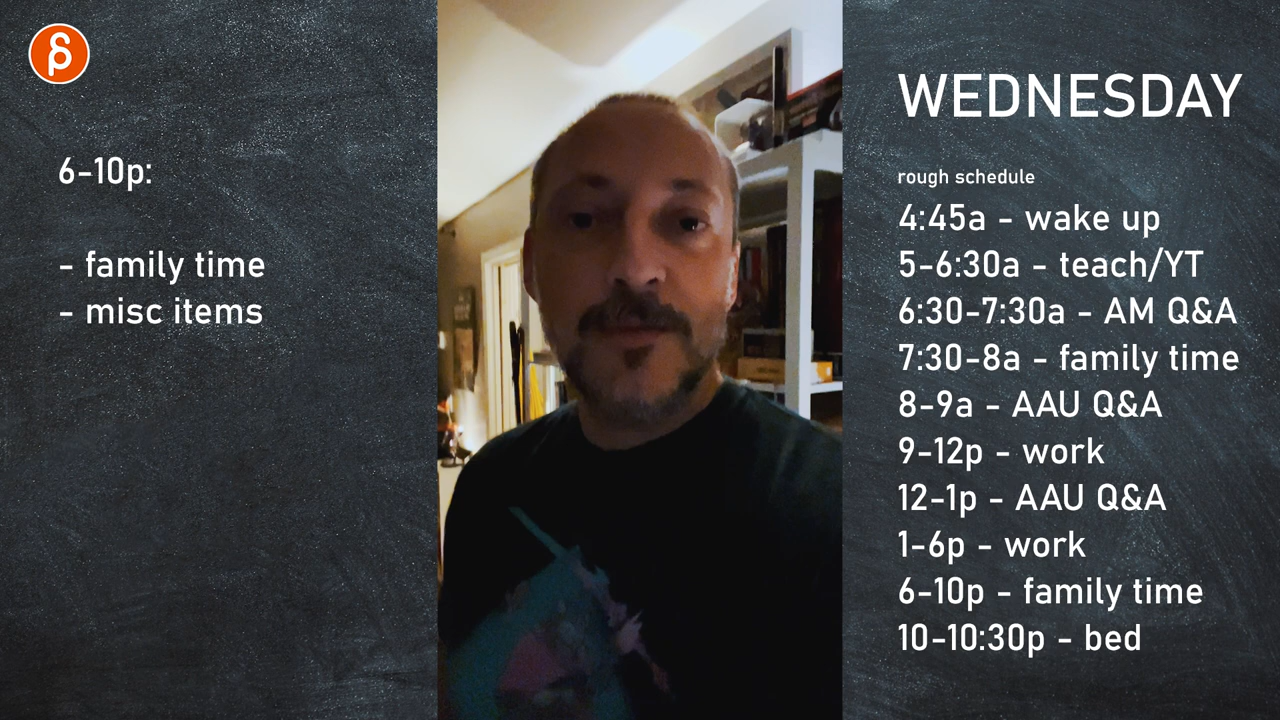 6-10p:
- family time
- misc items
WEDNESDAY
rough schedule
4:45a - wake up
5-6:30a - teach/YT
6:30-7:30a - AM Q&A
7:30-8a - family time
8-9a - AAU Q&A
9-12p - work
12-1p - AAU Q&A
1-6p - work
6-10p - family time
10-10:30p - bed